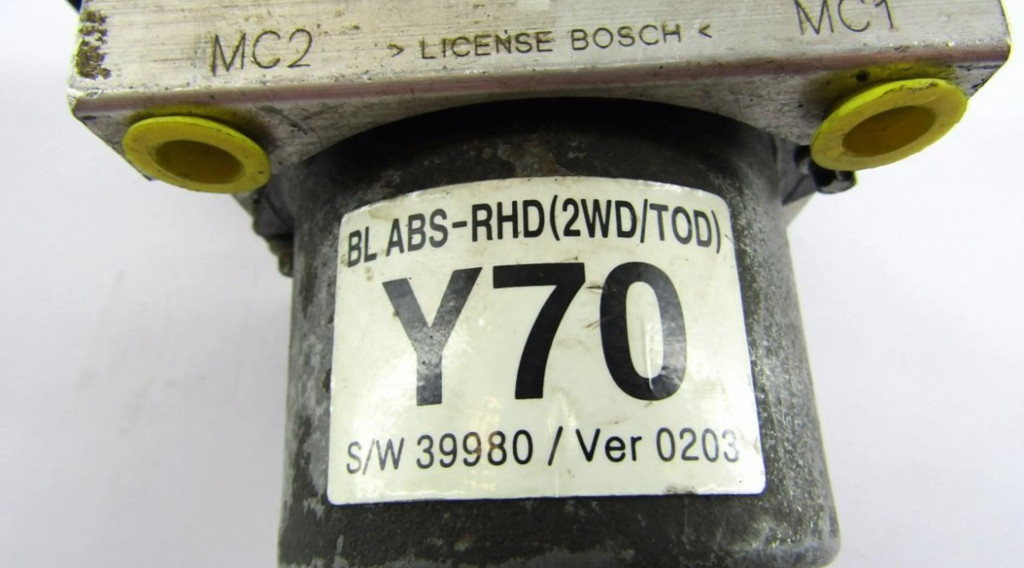 MC2 > LICENSE BOSCH < MC1
BL ABS-RHD(2WD/TOD)
Y70
S/W 39980 / Ver 0203